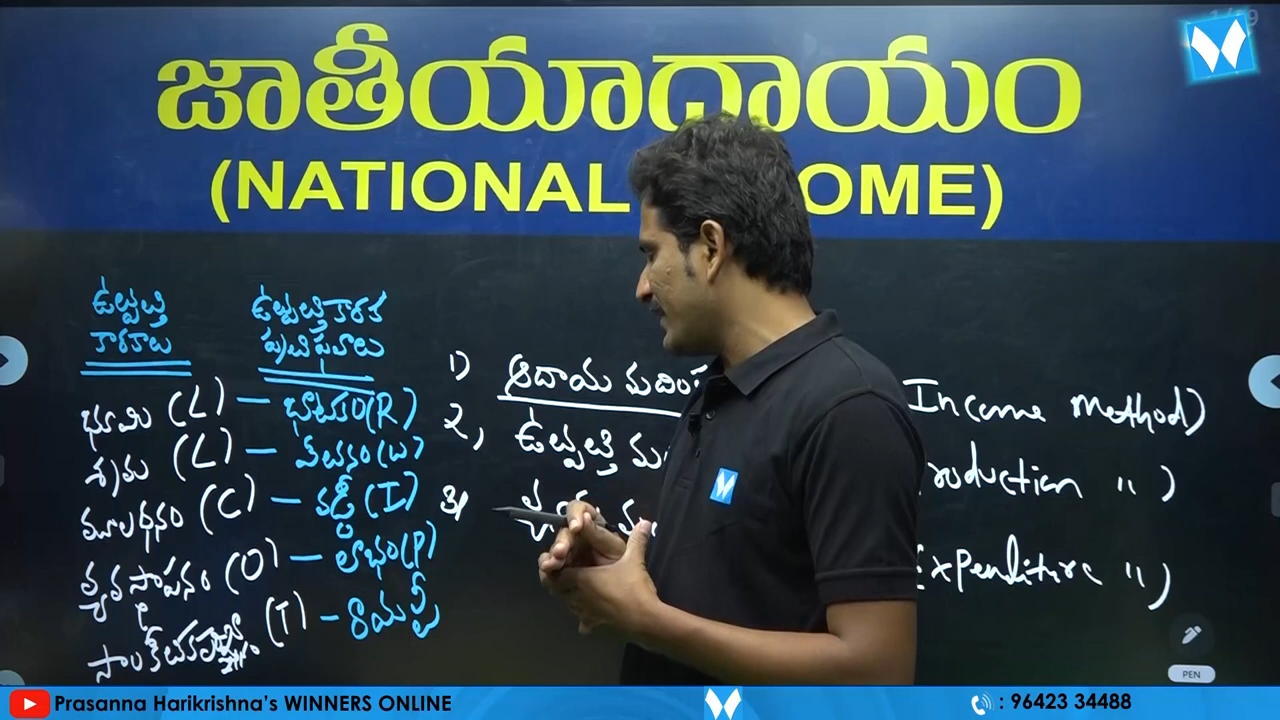 జాతీయాదాయం
(NATIONAL OME)
ఉత్పత్తి కారకాలు
ఉత్పత్తి కారక ప్రతిఫలాలు
భూమి (L) — భాటకం (R)
శ్రమ (L) — వేతనం (W)
మూలధనం (C) — వడ్డీ (I)
వ్యవస్థాపనం (O) — లాభం (P)
(T) – రాయల్టీ
1) ఆదాయ మదింపు Income method)
2, ఉత్పత్తి roduction " )
3) Expenditure " )
PEN
Prasanna Harikrishna's WINNERS ONLINE
: 96423 34488